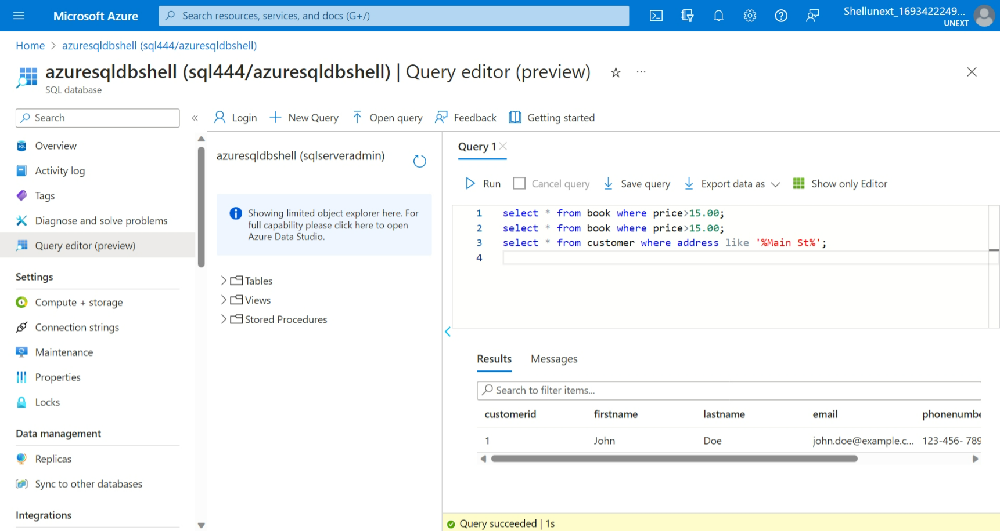 Microsoft Azure
Search resources, services, and docs (G+/)
Shellunext_1693422249...
UNEXT
Home > azuresqldbshell (sql444/azuresqldbshell)
azuresqldbshell (sql444/azuresqldbshell) | Query editor (preview) ☆ ...
SQL database
Search
«
Login
New Query
Open query
Feedback
Getting started
Overview
Activity log
Tags
Diagnose and solve problems
Query editor (preview)
Settings
Compute + storage
Connection strings
Maintenance
Properties
Locks
Data management
Replicas
Sync to other databases
Integrations
azuresqldbshell (sqlserveradmin)
Showing limited object explorer here. For
full capability please click here to open
Azure Data Studio.
Tables
Views
Stored Procedures
Query 1
Run
Cancel query
Save query
Export data as
Show only Editor
1 select * from book where price>15.00;
2 select * from book where price>15.00;
3 select * from customer where address like '%Main St%';
4
Results Messages
Search to filter items...
customerid firstname lastname email phonenumbe
1 John Doe john.doe@example.c... 123-456- 789
Query succeeded | 1s